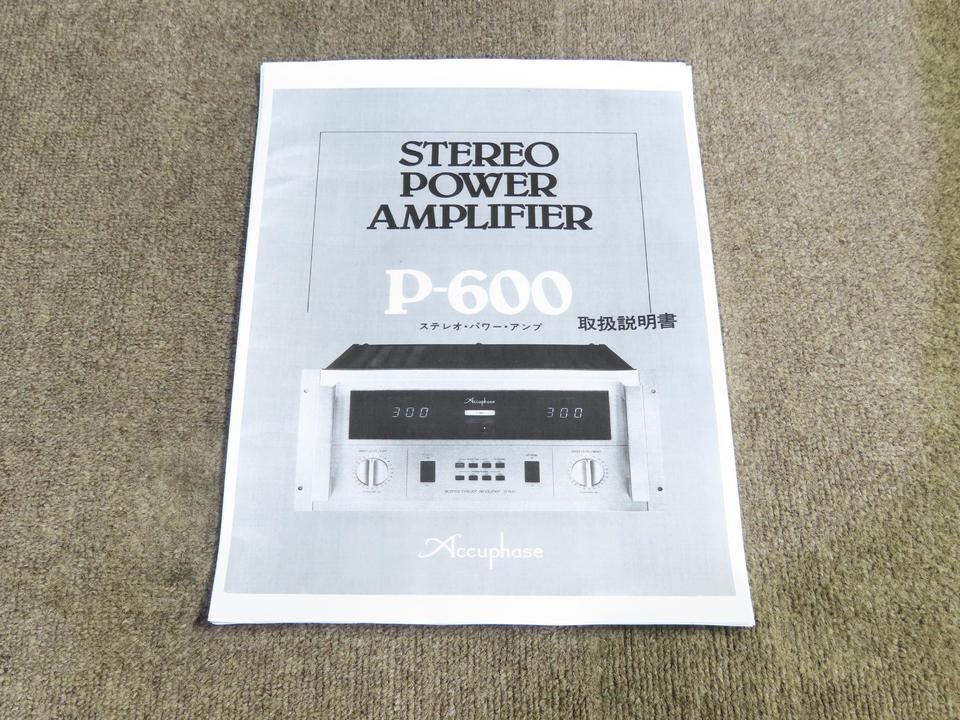 STEREO
POWER
AMPLIFIER
P-600
ステレオ・パワー・アンプ
取扱説明書
Accuphase
300
300
Accuphase